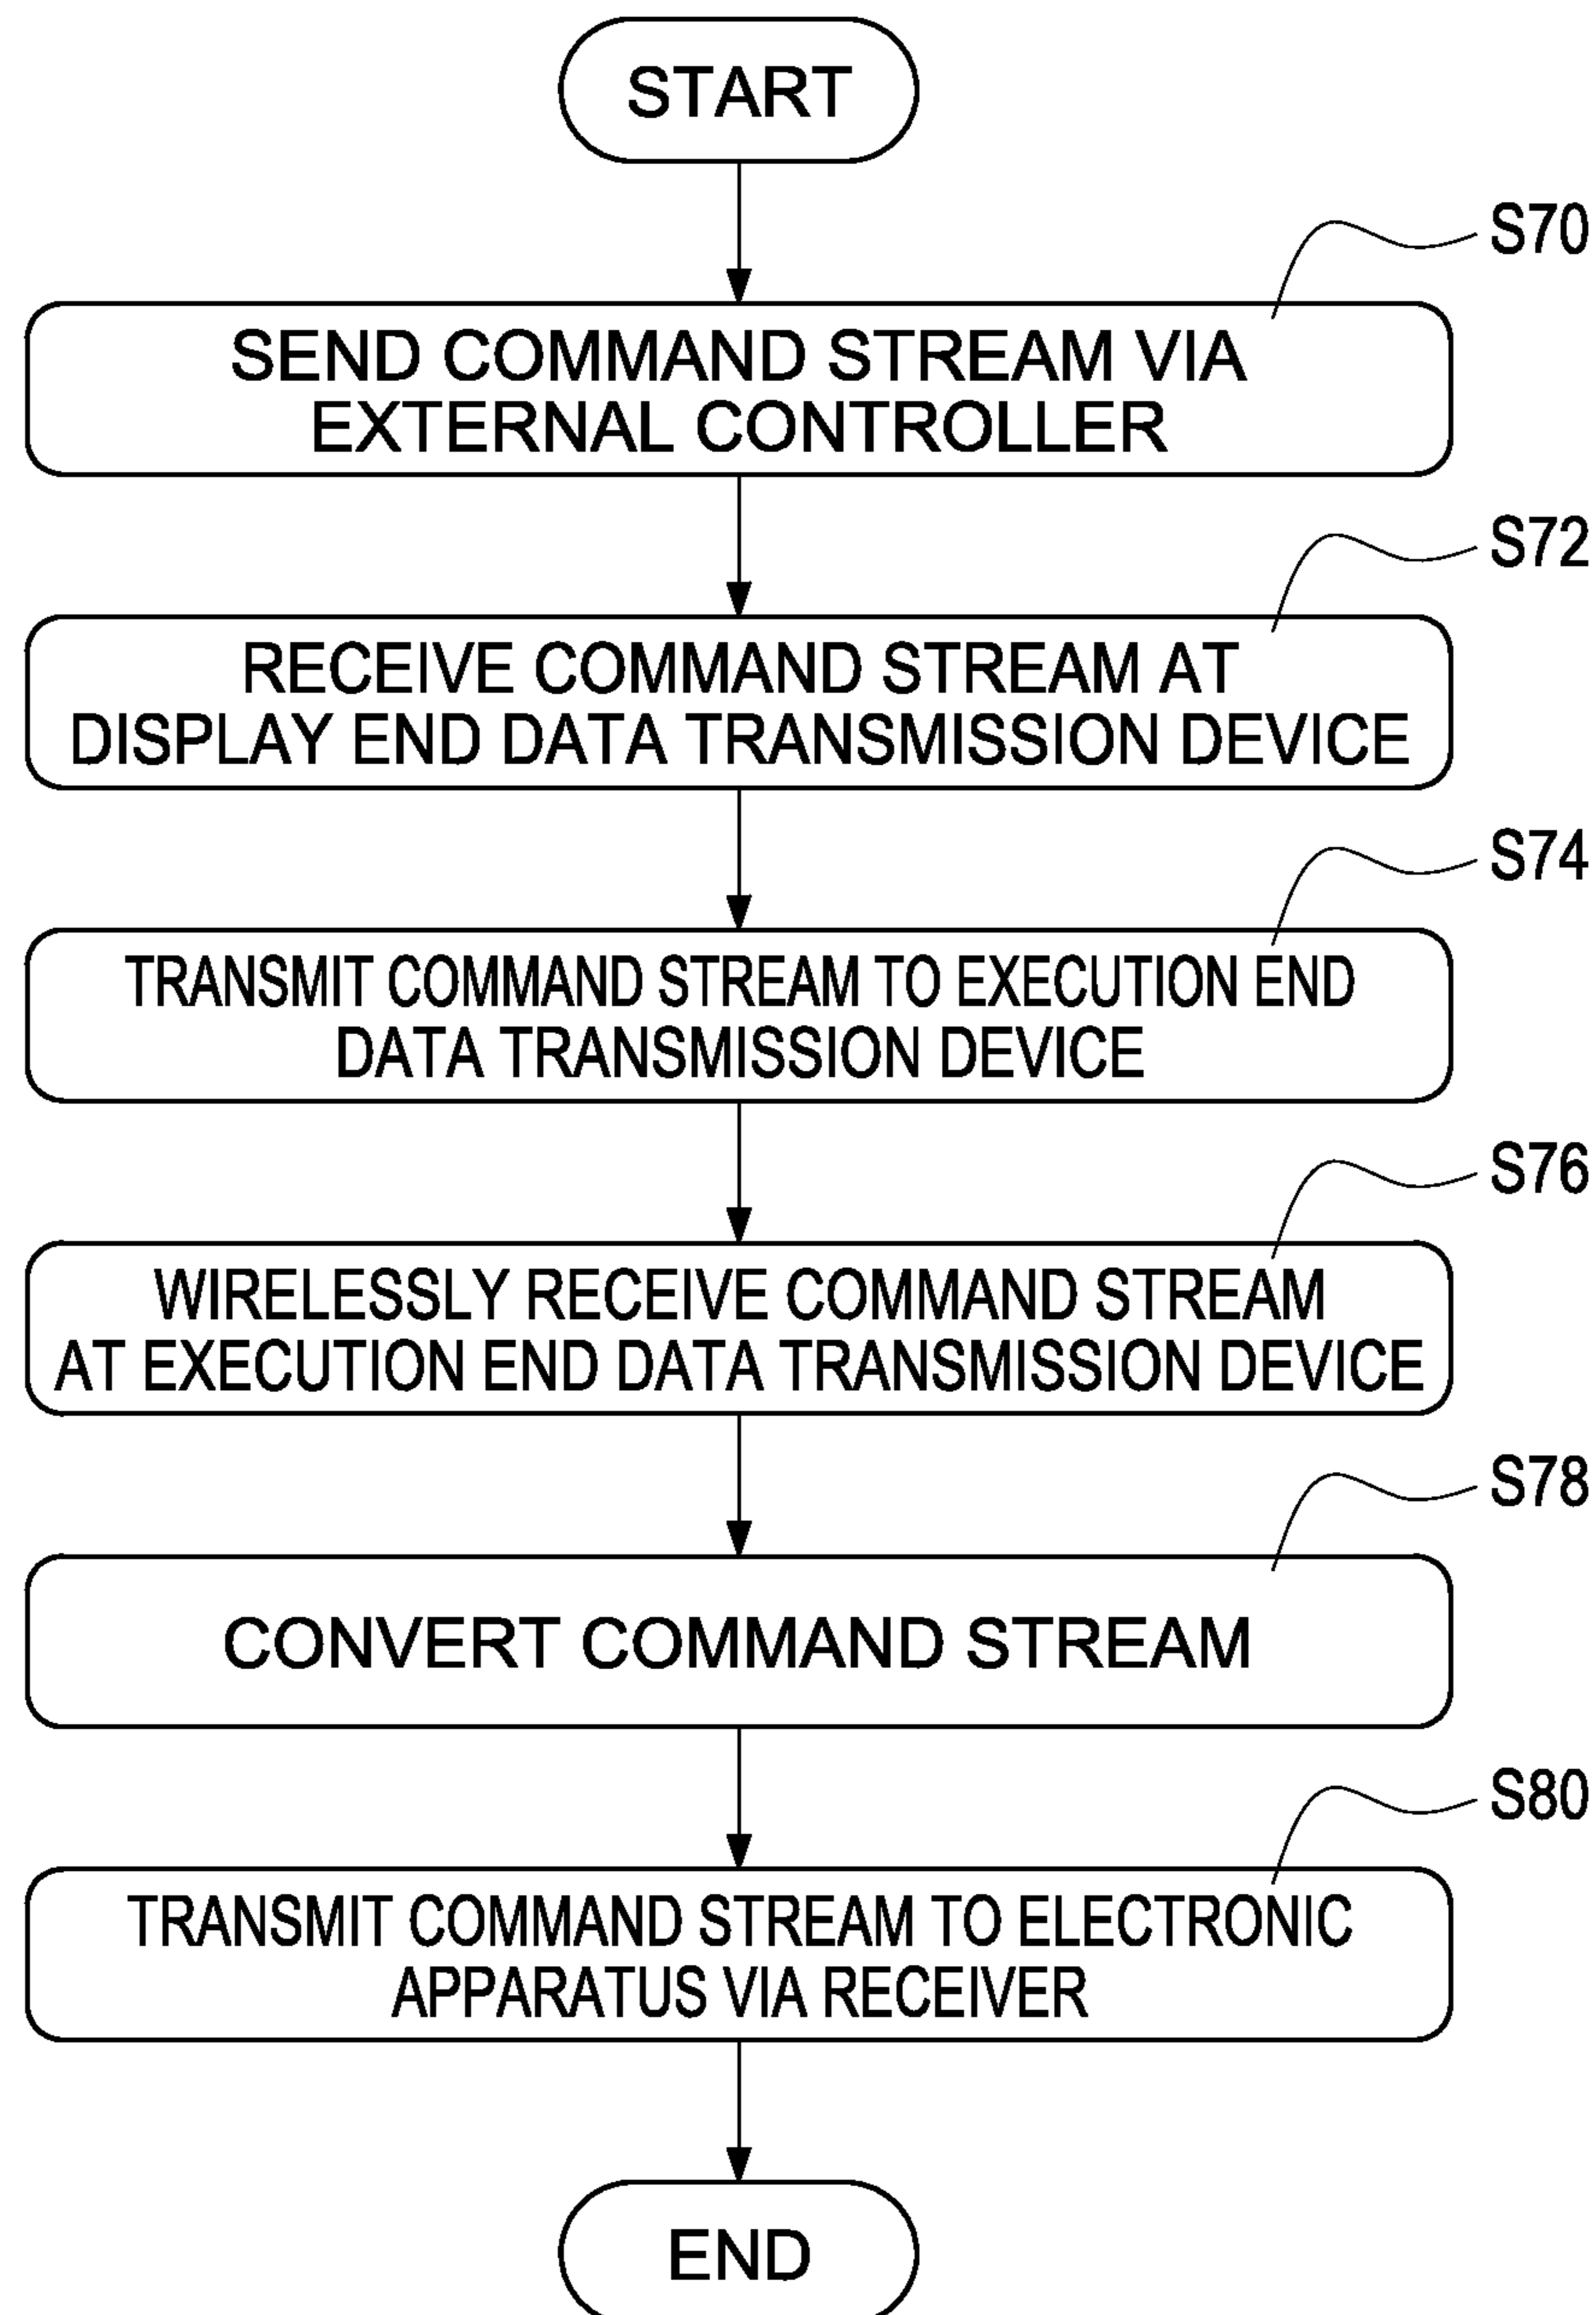 START
S70
SEND COMMAND STREAM VIA
EXTERNAL CONTROLLER
S72
RECEIVE COMMAND STREAM AT
DISPLAY END DATA TRANSMISSION DEVICE
S74
TRANSMIT COMMAND STREAM TO EXECUTION END
DATA TRANSMISSION DEVICE
S76
WIRELESSLY RECEIVE COMMAND STREAM
AT EXECUTION END DATA TRANSMISSION DEVICE
S78
CONVERT COMMAND STREAM
S80
TRANSMIT COMMAND STREAM TO ELECTRONIC
APPARATUS VIA RECEIVER
END